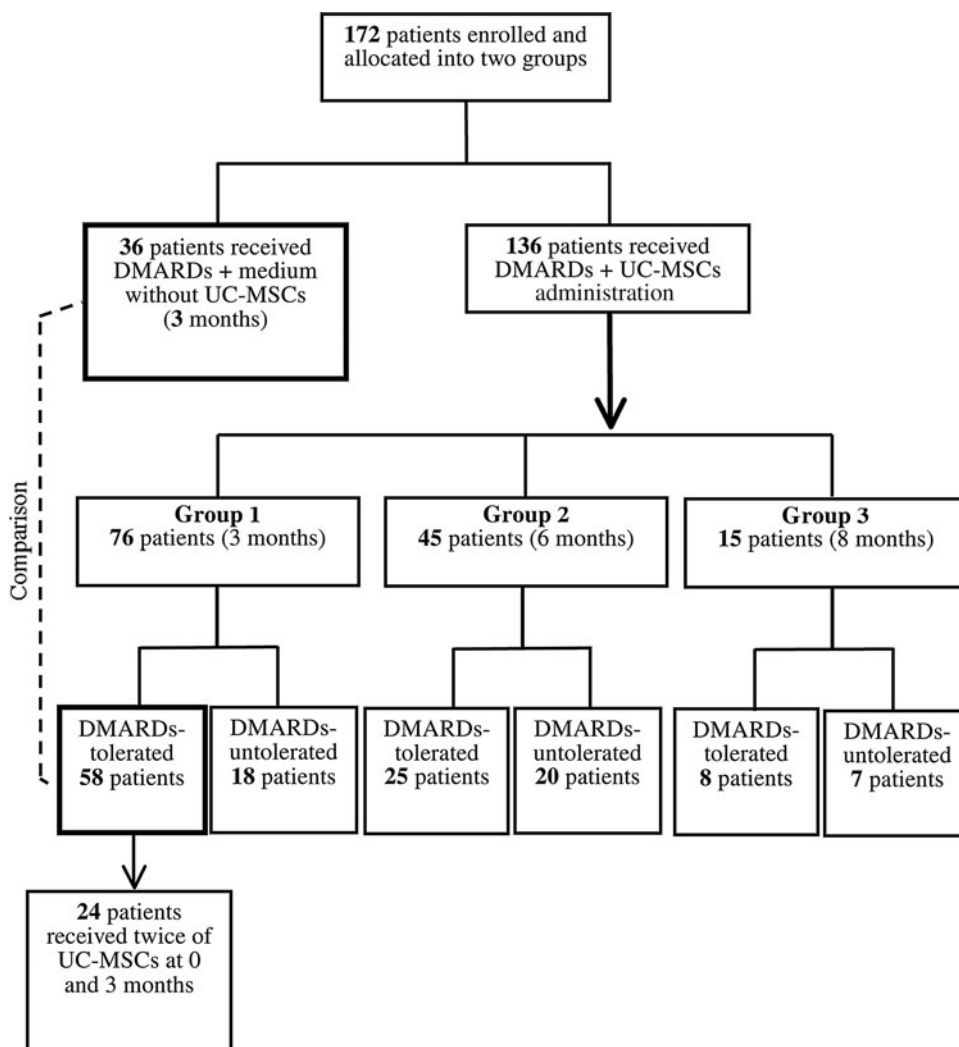 172 patients enrolled and
allocated into two groups
36 patients received
DMARDs + medium
without UC-MSCs
(3 months)
136 patients received
DMARDs + UC-MSCs
administration
Comparison
Group 1
76 patients (3 months)
Group 2
45 patients (6 months)
Group 3
15 patients (8 months)
DMARDs-
tolerated
58 patients
DMARDs-
untolerated
18 patients
DMARDs-
tolerated
25 patients
DMARDs-
untolerated
20 patients
DMARDs-
tolerated
8 patients
DMARDs-
untolerated
7 patients
24 patients
received twice of
UC-MSCs at 0
and 3 months